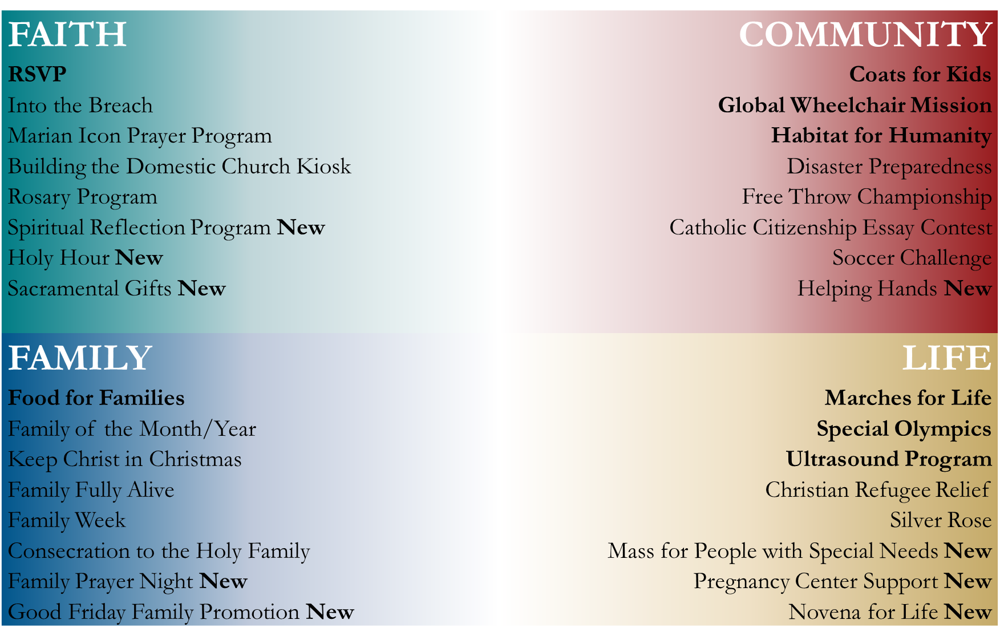 FAITH
RSVP
Into the Breach
Marian Icon Prayer Program
Building the Domestic Church Kiosk
Rosary Program
Spiritual Reflection Program New
Holy Hour New
Sacramental Gifts New
COMMUNITY
Coats for Kids
Global Wheelchair Mission
Habitat for Humanity
Disaster Preparedness
Free Throw Championship
Catholic Citizenship Essay Contest
Soccer Challenge
Helping Hands New
FAMILY
Food for Families
Family of the Month/Year
Keep Christ in Christmas
Family Fully Alive
Family Week
Consecration to the Holy Family
Family Prayer Night New
Good Friday Family Promotion New
LIFE
Marches for Life
Special Olympics
Ultrasound Program
Christian Refugee Relief
Silver Rose
Mass for People with Special Needs New
Pregnancy Center Support New
Novena for Life New